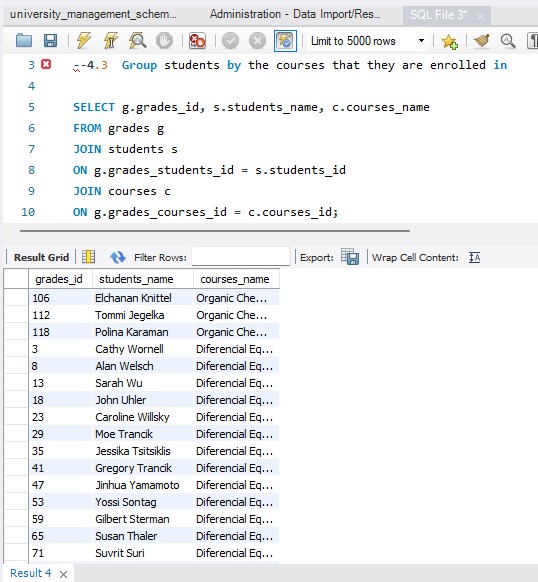 university_management_schem... Administration - Data Import/Res... SQL File 3*
Limit to 5000 rows
3 --4.3 Group students by the courses that they are enrolled in
4
5 SELECT g.grades_id, s.students_name, c.courses_name
6 FROM grades g
7 JOIN students s
8 ON g.grades_students_id = s.students_id
9 JOIN courses c
10 ON g.grades_courses_id = c.courses_id;
Result Grid Filter Rows: Export: Wrap Cell Content: IA
grades_id students_name courses_name
106 Elchanan Knittel Organic Che...
112 Tommi Jegelka Organic Che...
118 Polina Karaman Organic Che...
3 Cathy Wornell Diferencial Eq...
8 Alan Welsch Diferencial Eq...
13 Sarah Wu Diferencial Eq...
18 John Uhler Diferencial Eq...
23 Caroline Willsky Diferencial Eq...
29 Moe Trancik Diferencial Eq...
35 Jessika Tsitsiklis Diferencial Eq...
41 Gregory Trancik Diferencial Eq...
47 Jinhua Yamamoto Diferencial Eq...
53 Yossi Sontag Diferencial Eq...
59 Gilbert Sterman Diferencial Eq...
65 Susan Thaler Diferencial Eq...
71 Suvrit Suri Diferencial Eq...
Result 4